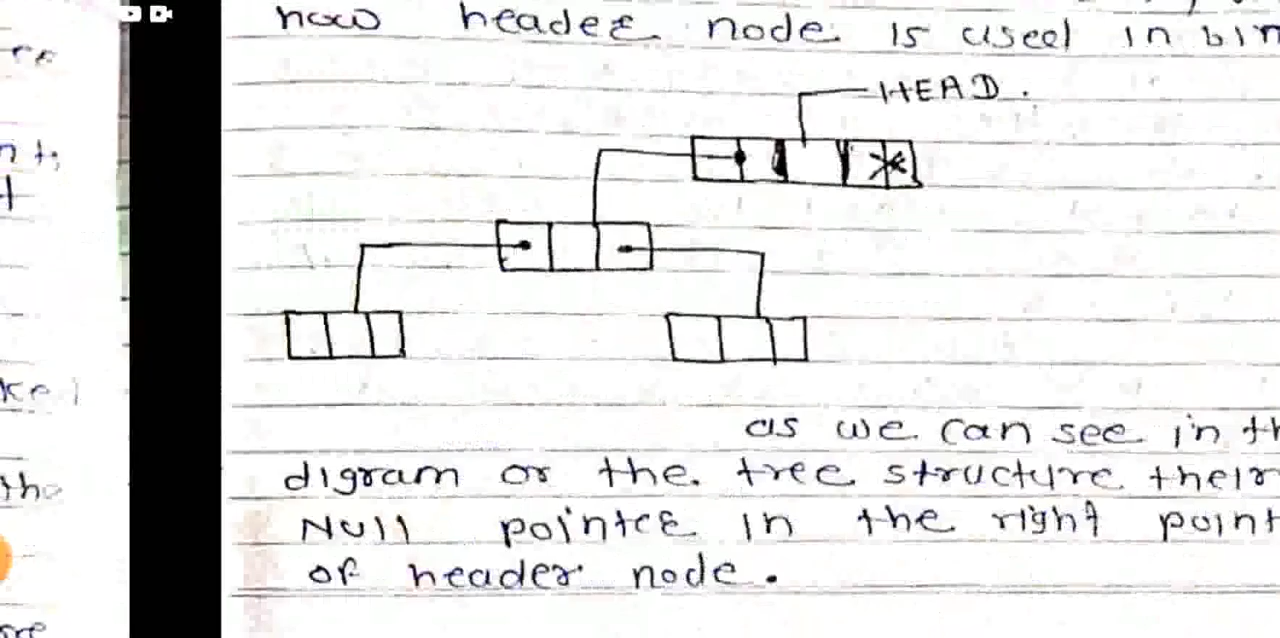 how header node is used in bin
HEAD.
as we can see in th
digram or the tree structure their
Null pointer in the right point
of header node.